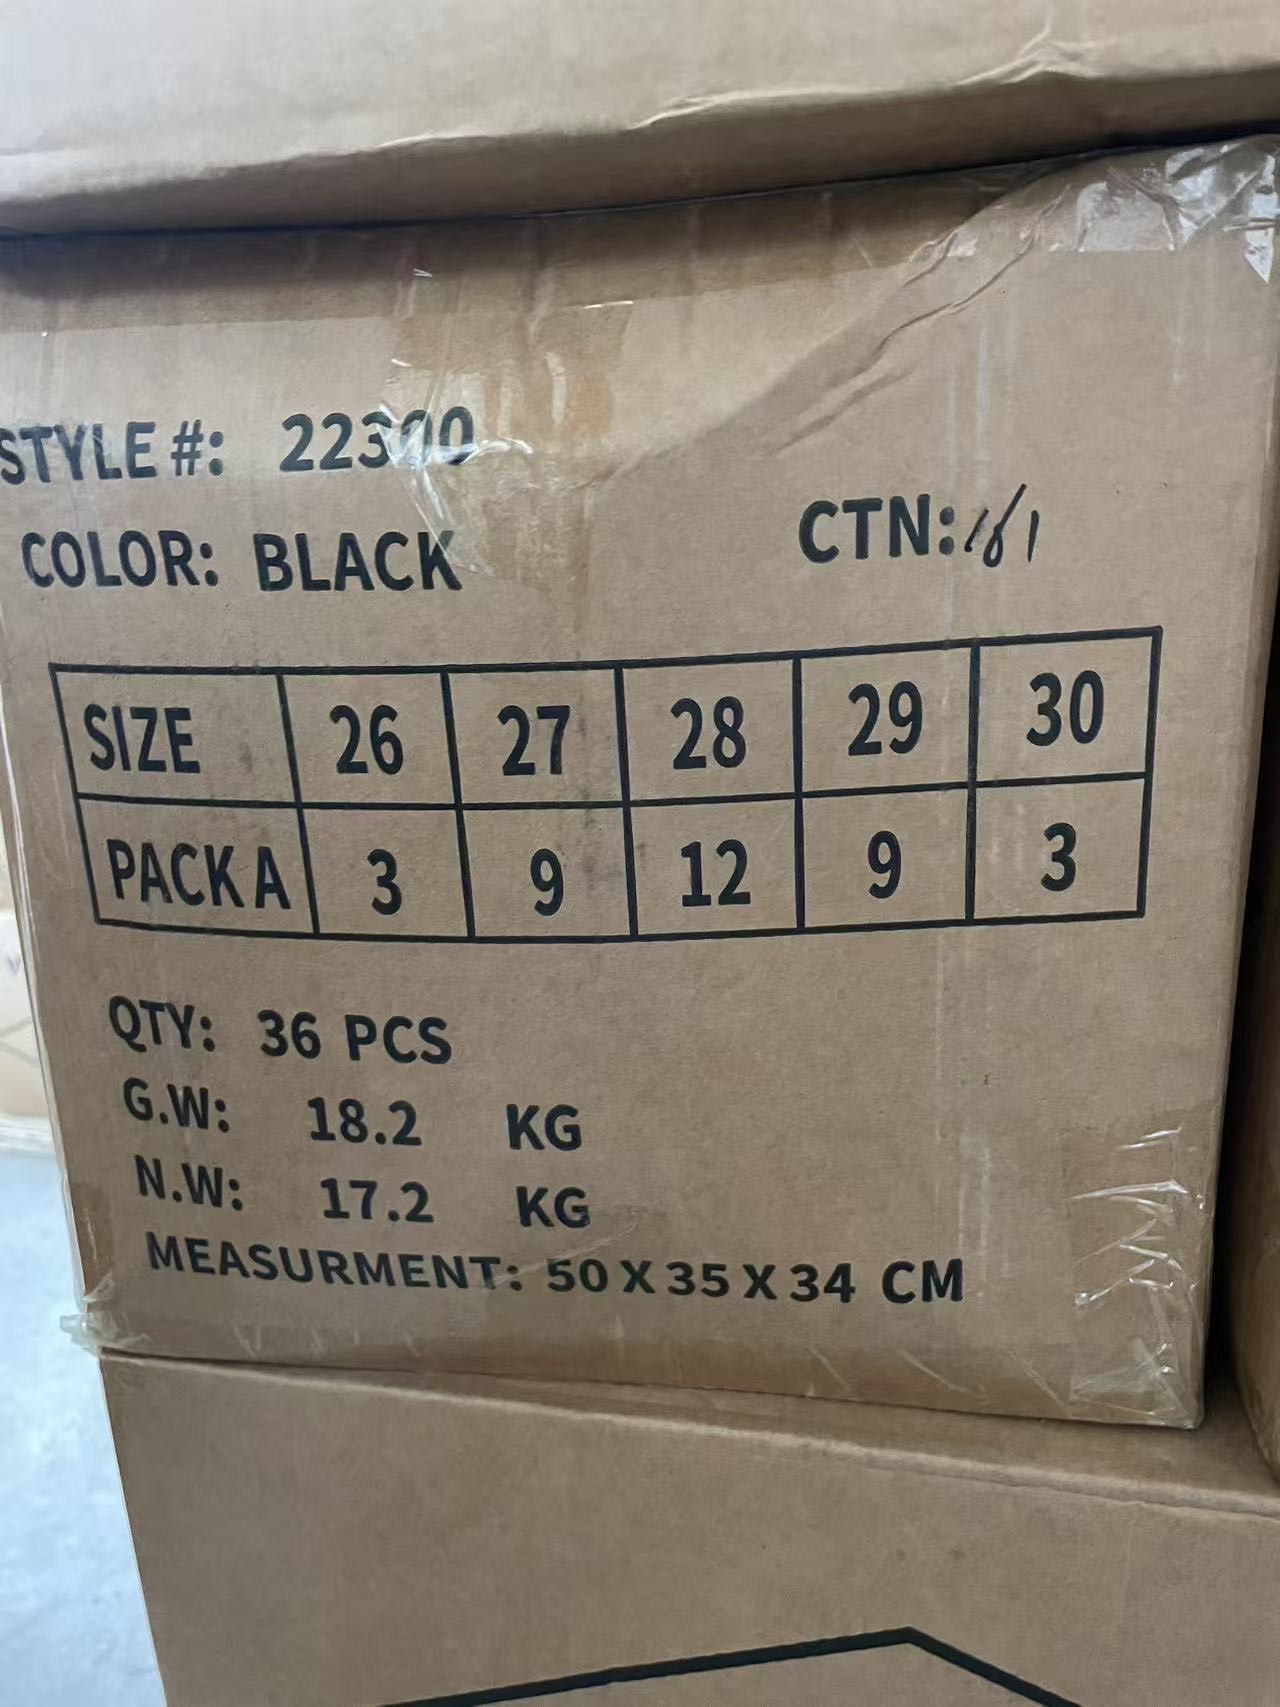 STYLE #: 22300
COLOR: BLACK
CTN: 181
SIZE 26 27 28 29 30
PACK A 3 9 12 9 3
QTY: 36 PCS
G.W: 18.2 KG
N.W: 17.2 KG
MEASURMENT: 50 X 35 X 34 CM